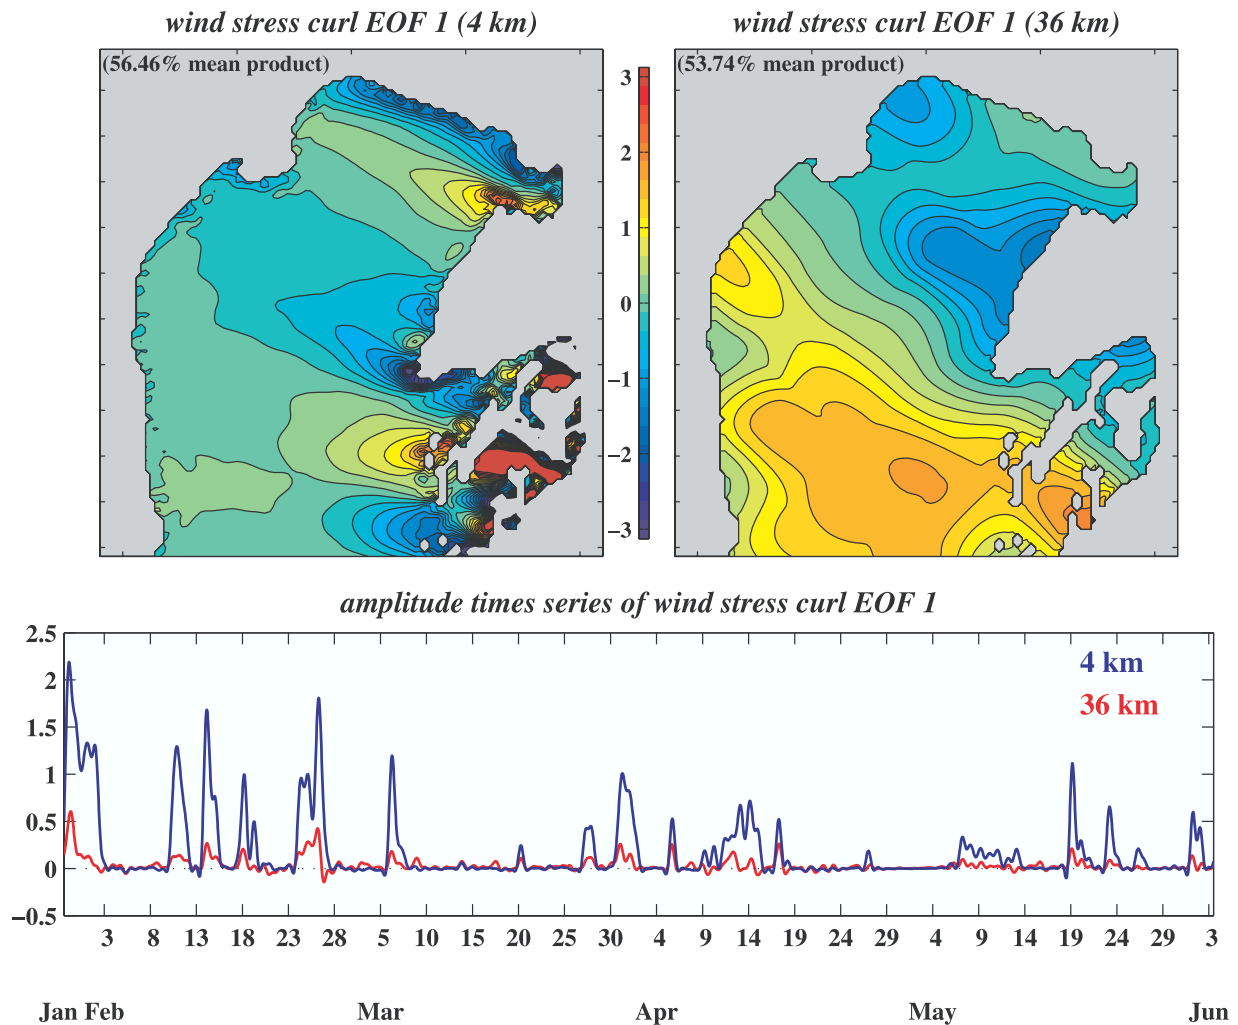 wind stress curl EOF 1 (4 km)
wind stress curl EOF 1 (36 km)
(56.46% mean product)
(53.74% mean product)
3
2
1
0
−1
−2
−3
amplitude times series of wind stress curl EOF 1
2.5
2
1.5
1
0.5
0
−0.5
4 km
36 km
3 8 13 18 23 28 5 10 15 20 25 30 4 9 14 19 24 29 4 9 14 19 24 29 3
Jan Feb Mar Apr May Jun